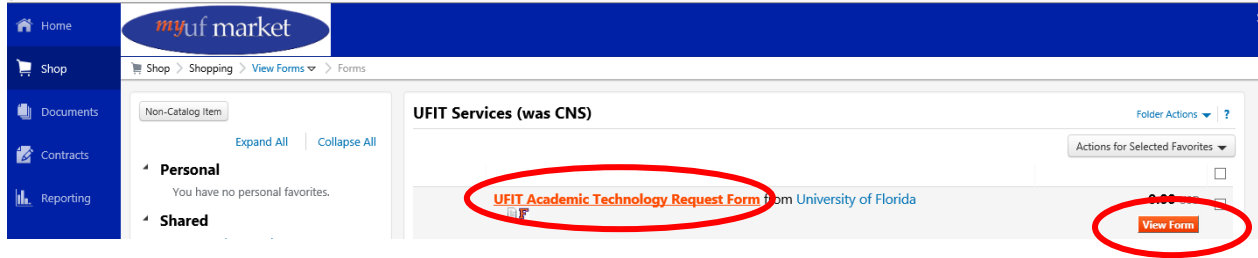 Home
myuf market
Shop
Shop > Shopping > View Forms > Forms
Documents
Contracts
Reporting
Non-Catalog Item
Expand All | Collapse All
Personal
You have no personal favorites.
Shared
UFIT Services (was CNS)
Folder Actions | ?
Actions for Selected Favorites
UFIT Academic Technology Request Form from University of Florida
View Form